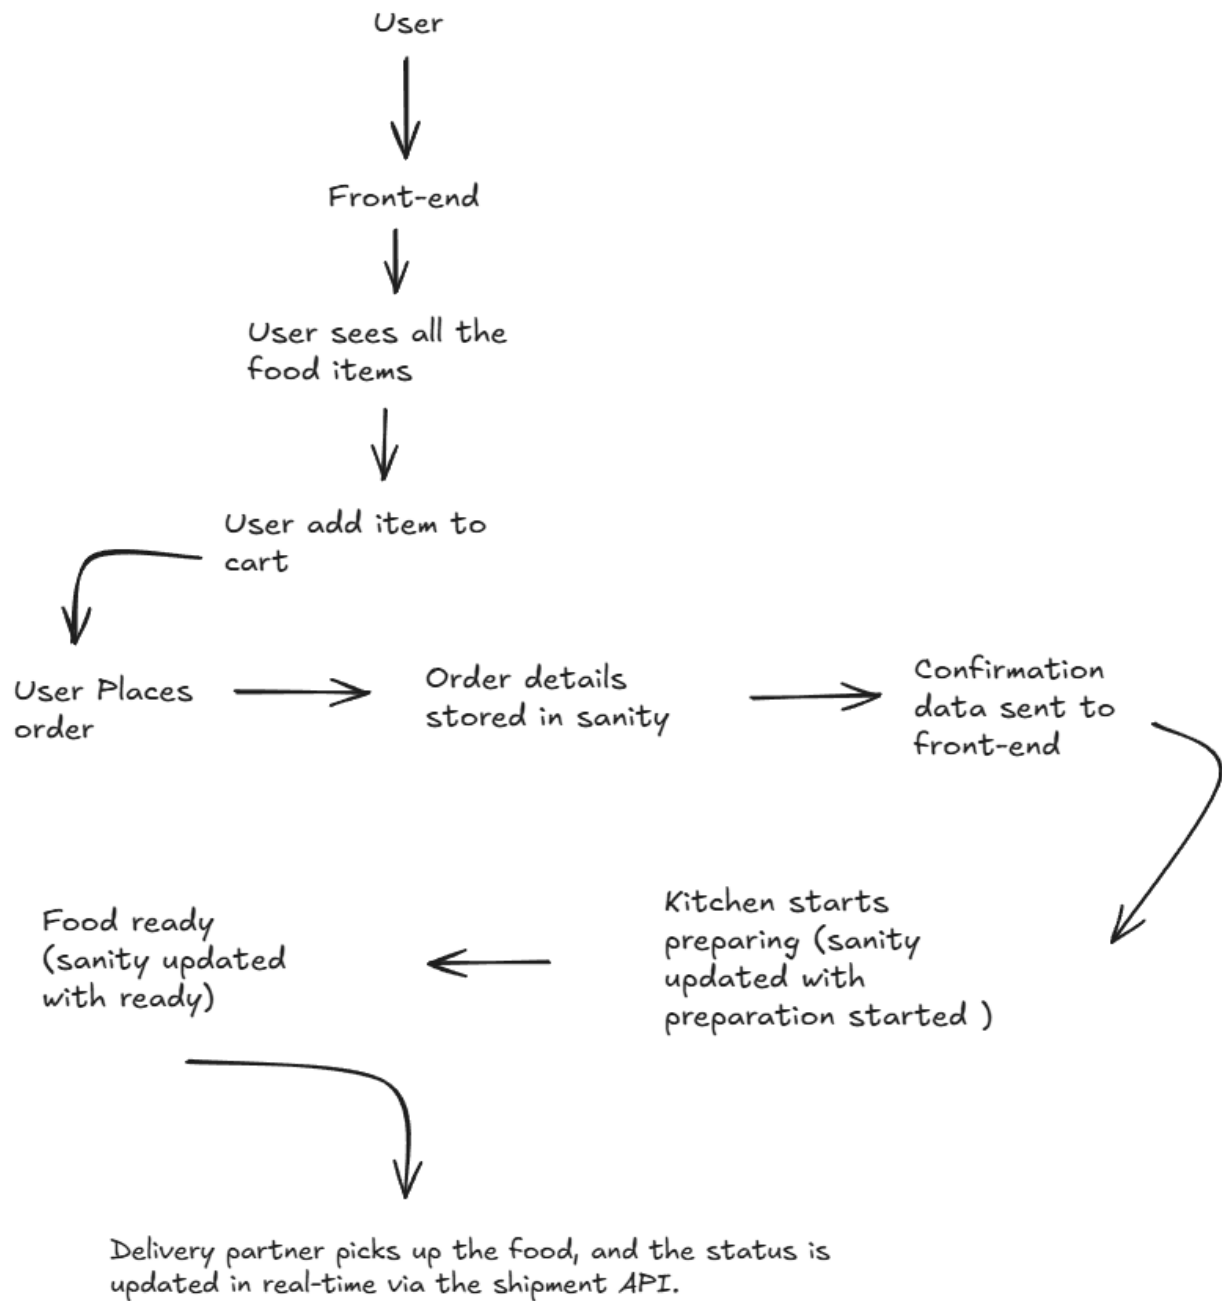 User
Front-end
User sees all the
food items
User add item to
cart
User Places
order
Order details
stored in sanity
Confirmation
data sent to
front-end
Kitchen starts
preparing (sanity
updated with
preparation started )
Food ready
(sanity updated
with ready)
Delivery partner picks up the food, and the status is
updated in real-time via the shipment API.